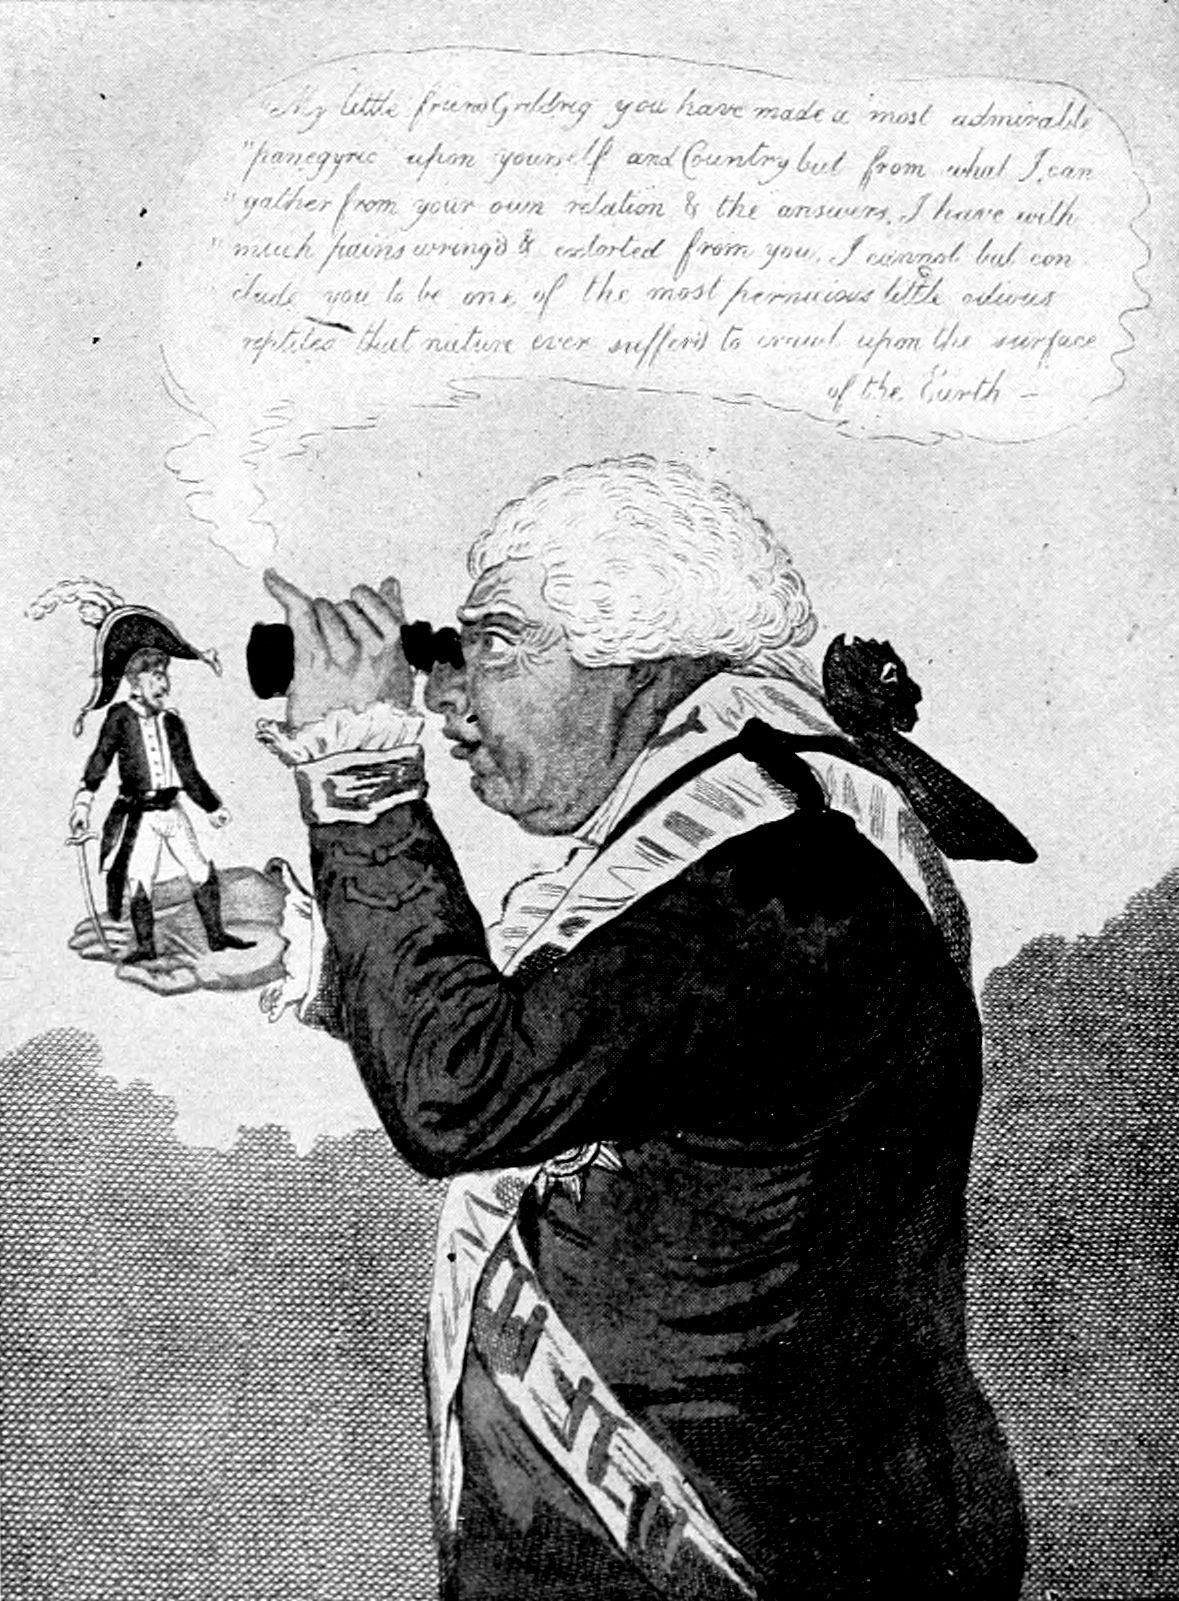 My little friend Grildrig you have made a most admirable
"panegyric upon yourself and Country but from what I can
"gather from your own relation & the answers, I have with
"much pains wring'd & extorted from you, I cannot but con
clude you to be one, of the most pernicious little odious
reptiles that nature ever suffer'd to crawl upon the surface
of the Earth –